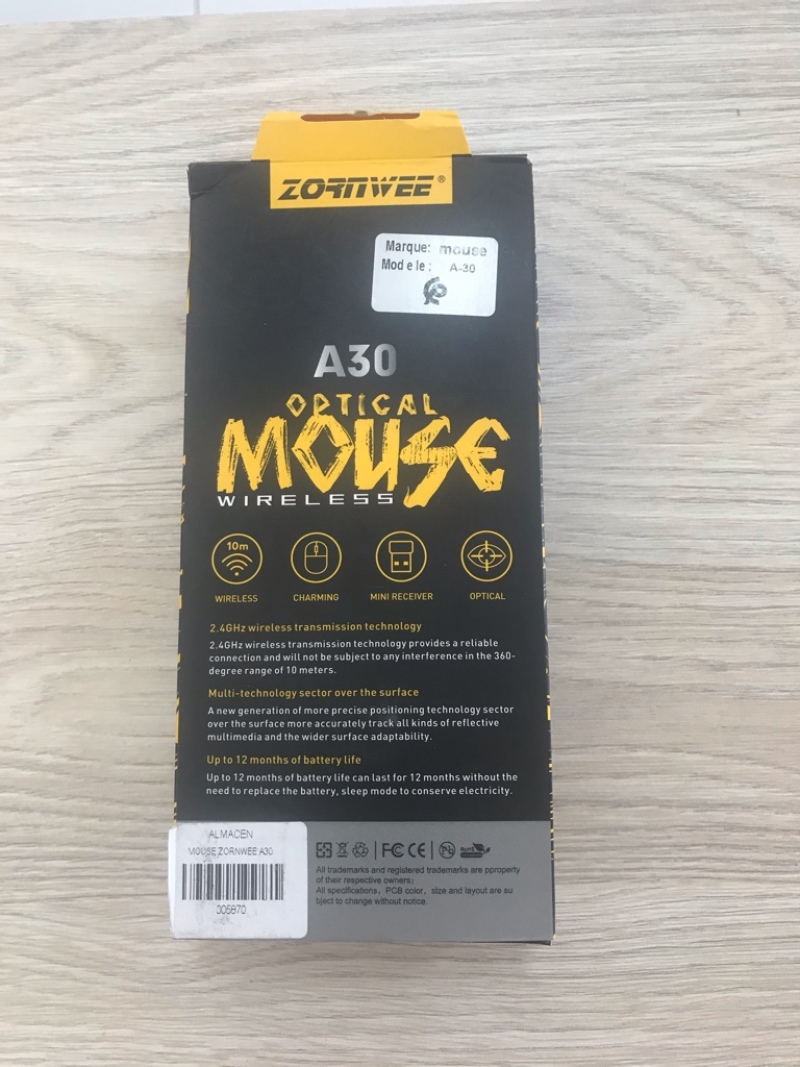 ZORNWEE®
Marque: mouse
Modele: A-30
A30
OPTICAL
MOUSE
WIRELESS
10m
WIRELESS
CHARMING
MINI RECEIVER
OPTICAL
2.4GHz wireless transmission technology
2.4GHz wireless transmission technology provides a reliable
connection and will not be subject to any interference in the 360-
degree range of 10 meters.
Multi-technology sector over the surface
A new generation of more precise positioning technology sector
over the surface more accurately track all kinds of reflective
multimedia and the wider surface adaptability.
Up to 12 months of battery life
Up to 12 months of battery life can last for 12 months without the
need to replace the battery, sleep mode to conserve electricity.
ALMACEN
MOUSE ZORNWEE A30
005870
FC CE
RoHS
All trademarks and registered trademarks are pproperty
of their respective owners;
All specifications, PCB color, size and layout are su
bject to change without notice.